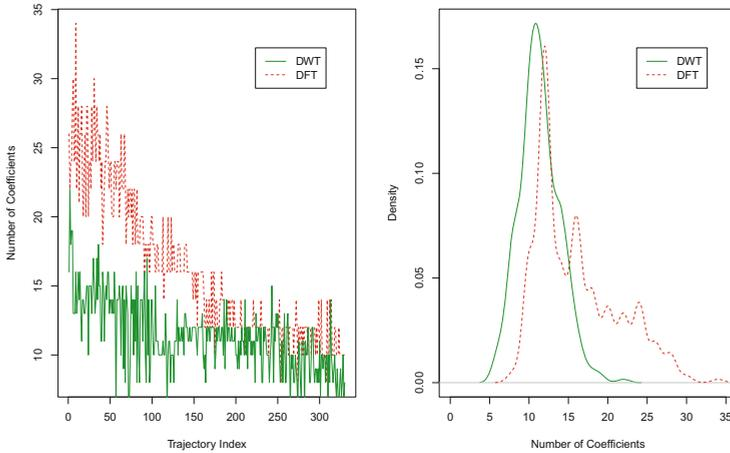 35
30
25
20
15
10
Number of Coefficients
DWT
DFT
0 50 100 150 200 250 300
Trajectory Index
0.15
0.10
0.05
0.00
Density
DWT
DFT
0 5 10 15 20 25 30 35
Number of Coefficients